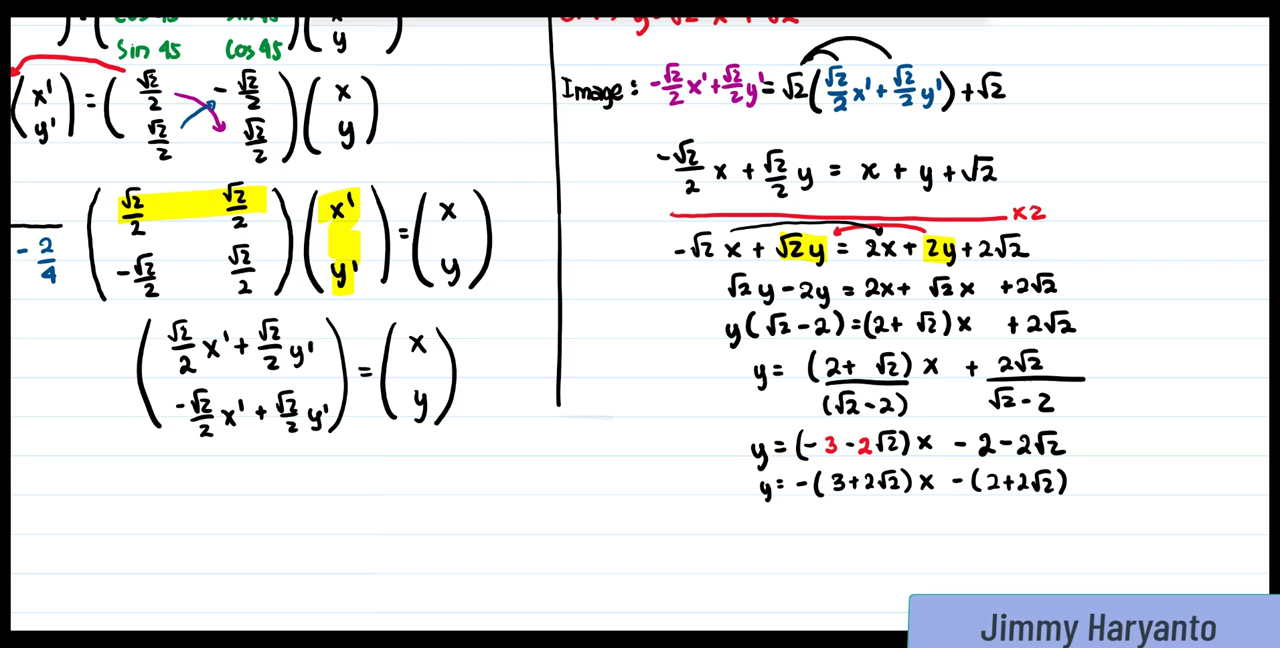 Sin 45 cos 45 y
(x' y') = (√2/2 -√2/2 √2/2 √2/2)(x y)
-2/4 (√2/2 √2/2 -√2/2 √2/2)(x' y') = (x y)
(√2/2 x' + √2/2 y' -√2/2 x' + √2/2 y') = (x y)
Image: -√2/2 x' + √2/2 y' = √2(√2/2 x' + √2/2 y') + √2
-√2/2 x + √2/2 y = x + y + √2
×2
-√2 x + √2 y = 2x + 2y + 2√2
√2 y - 2y = 2x + √2 x + 2√2
y(√2 - 2) = (2 + √2)x + 2√2
y = (2 + √2)x/(√2 - 2) + 2√2/√2 - 2
y = (-3 - 2√2)x - 2 - 2√2
y = -(3 + 2√2)x - (2 + 2√2)
Jimmy Haryanto